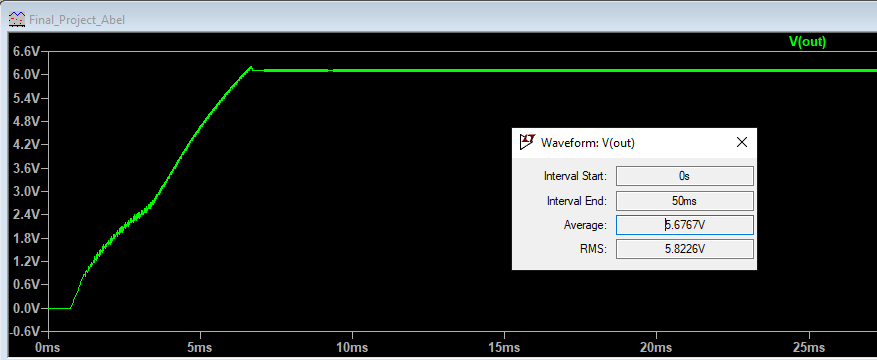 Final_Project_Abel
V(out)
6.6V
6.0V
5.4V
4.8V
4.2V
3.6V
3.0V
2.4V
1.8V
1.2V
0.6V
0.0V
-0.6V
0ms 5ms 10ms 15ms 20ms 25ms
Waveform: V(out)
Interval Start: 0s
Interval End: 50ms
Average: 5.6767V
RMS: 5.8226V